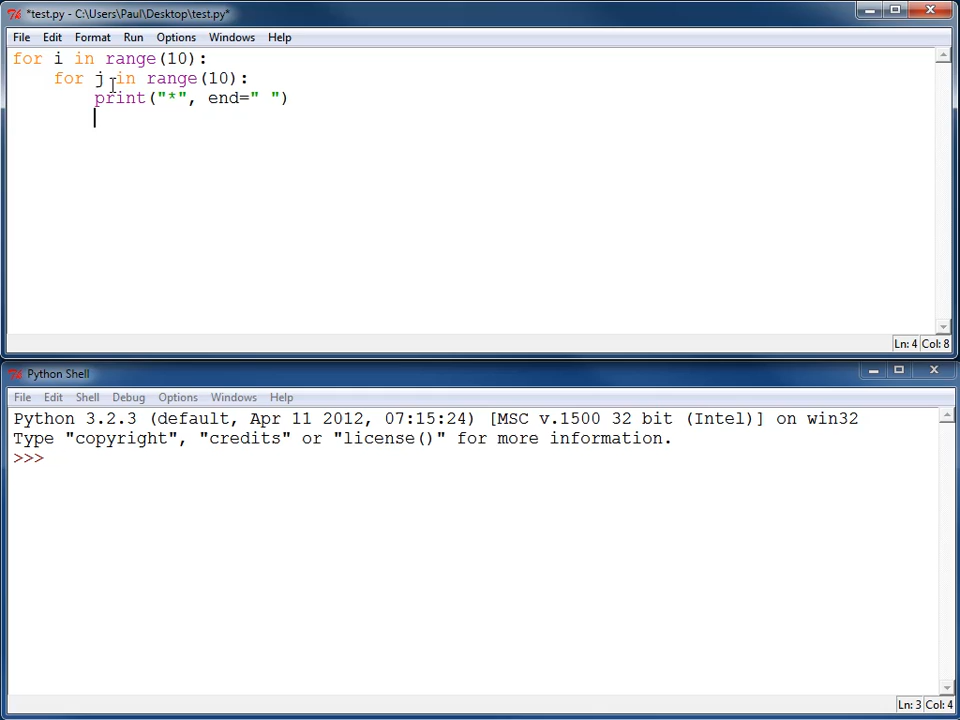 *test.py - C:\Users\Paul\Desktop\test.py*
File Edit Format Run Options Windows Help
for i in range(10):
    for j in range(10):
        print("*", end=" ")
Ln: 4 Col: 8
Python Shell
File Edit Shell Debug Options Windows Help
Python 3.2.3 (default, Apr 11 2012, 07:15:24) [MSC v.1500 32 bit (Intel)] on win32
Type "copyright", "credits" or "license()" for more information.
>>>
Ln: 3 Col: 4